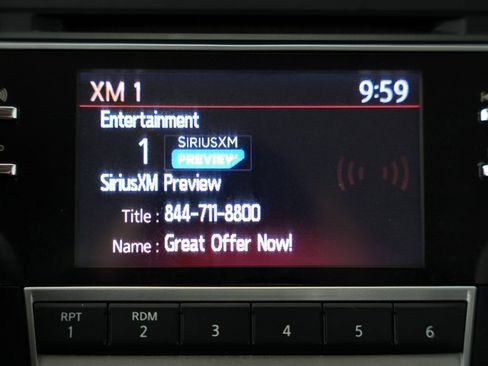 XM 1 9:59
Entertainment
1 SIRIUSXM
PREVIEW
SiriusXM Preview
Title : 844-711-8800
Name : Great Offer Now!
RPT RDM
1 2 3 4 5 6